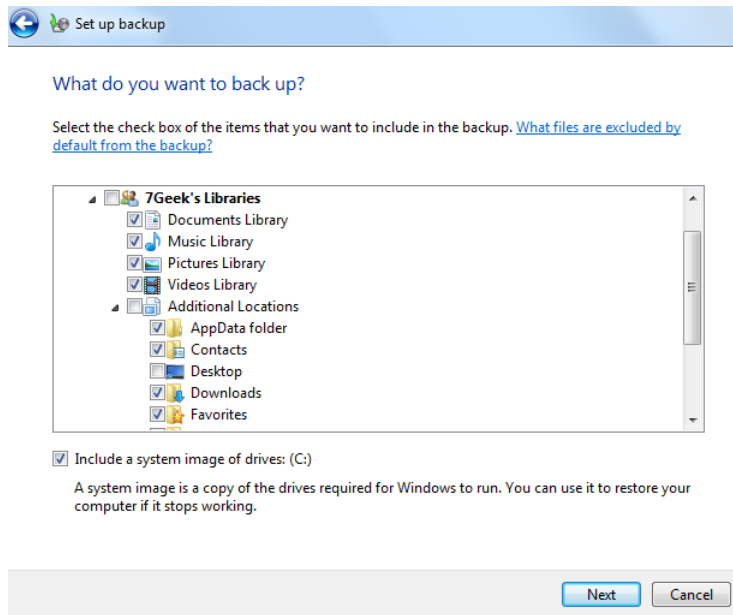 Set up backup
What do you want to back up?
Select the check box of the items that you want to include in the backup. What files are excluded by
default from the backup?
7Geek's Libraries
Documents Library
Music Library
Pictures Library
Videos Library
Additional Locations
AppData folder
Contacts
Desktop
Downloads
Favorites
Include a system image of drives: (C:)
A system image is a copy of the drives required for Windows to run. You can use it to restore your
computer if it stops working.
Next Cancel